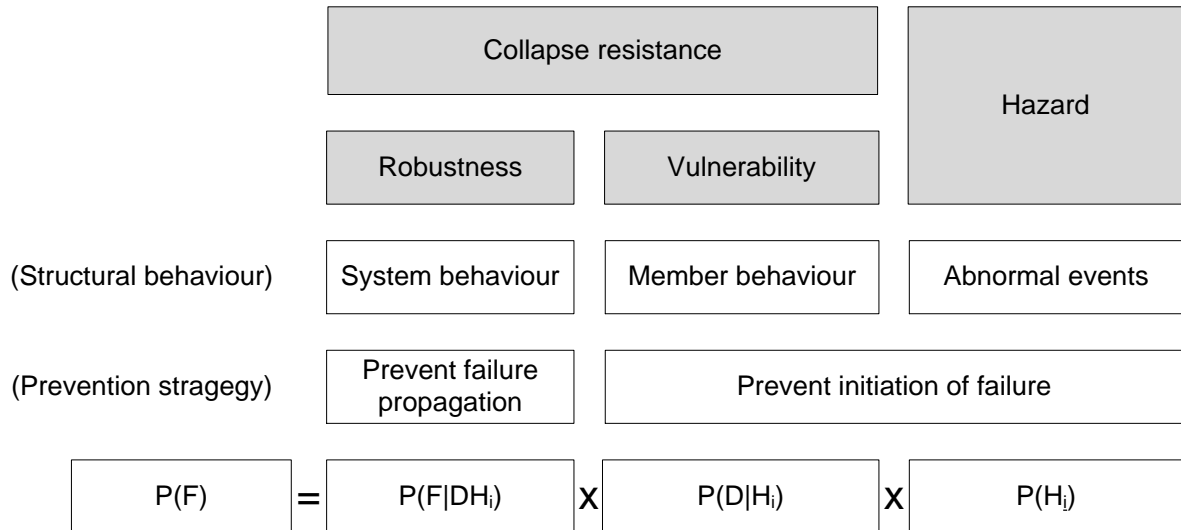 Collapse resistance
Hazard
Robustness
Vulnerability
(Structural behaviour)
System behaviour
Member behaviour
Abnormal events
(Prevention stragegy)
Prevent failure
propagation
Prevent initiation of failure
P(F) = P(F|DHᵢ) x P(D|Hᵢ) x P(Hᵢ)